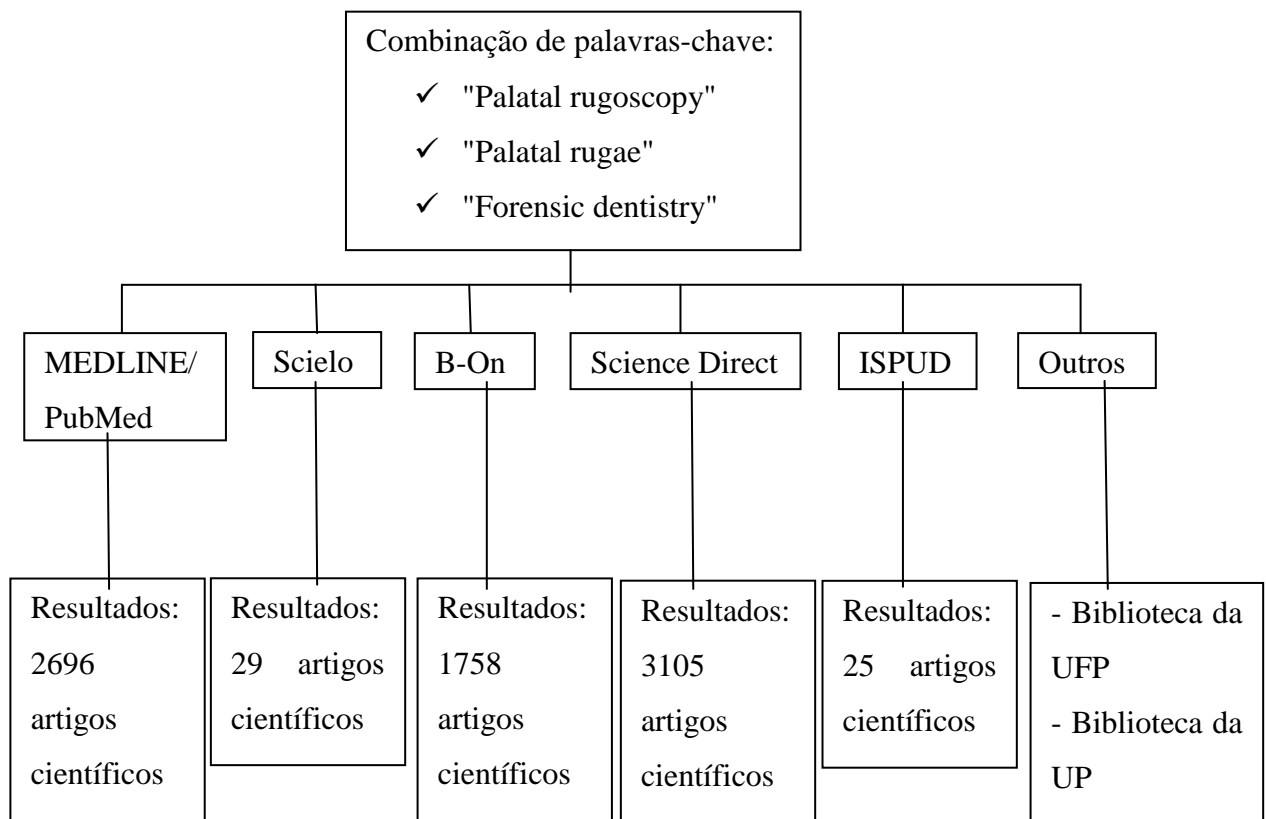 Combinação de palavras-chave:
✓ "Palatal rugoscopy"
✓ "Palatal rugae"
✓ "Forensic dentistry"
MEDLINE/
PubMed
Scielo
B-On
Science Direct
ISPUD
Outros
Resultados:
2696
artigos
científicos
Resultados:
29 artigos
científicos
Resultados:
1758
artigos
científicos
Resultados:
3105
artigos
científicos
Resultados:
25 artigos
científicos
- Biblioteca da
UFP
- Biblioteca da
UP